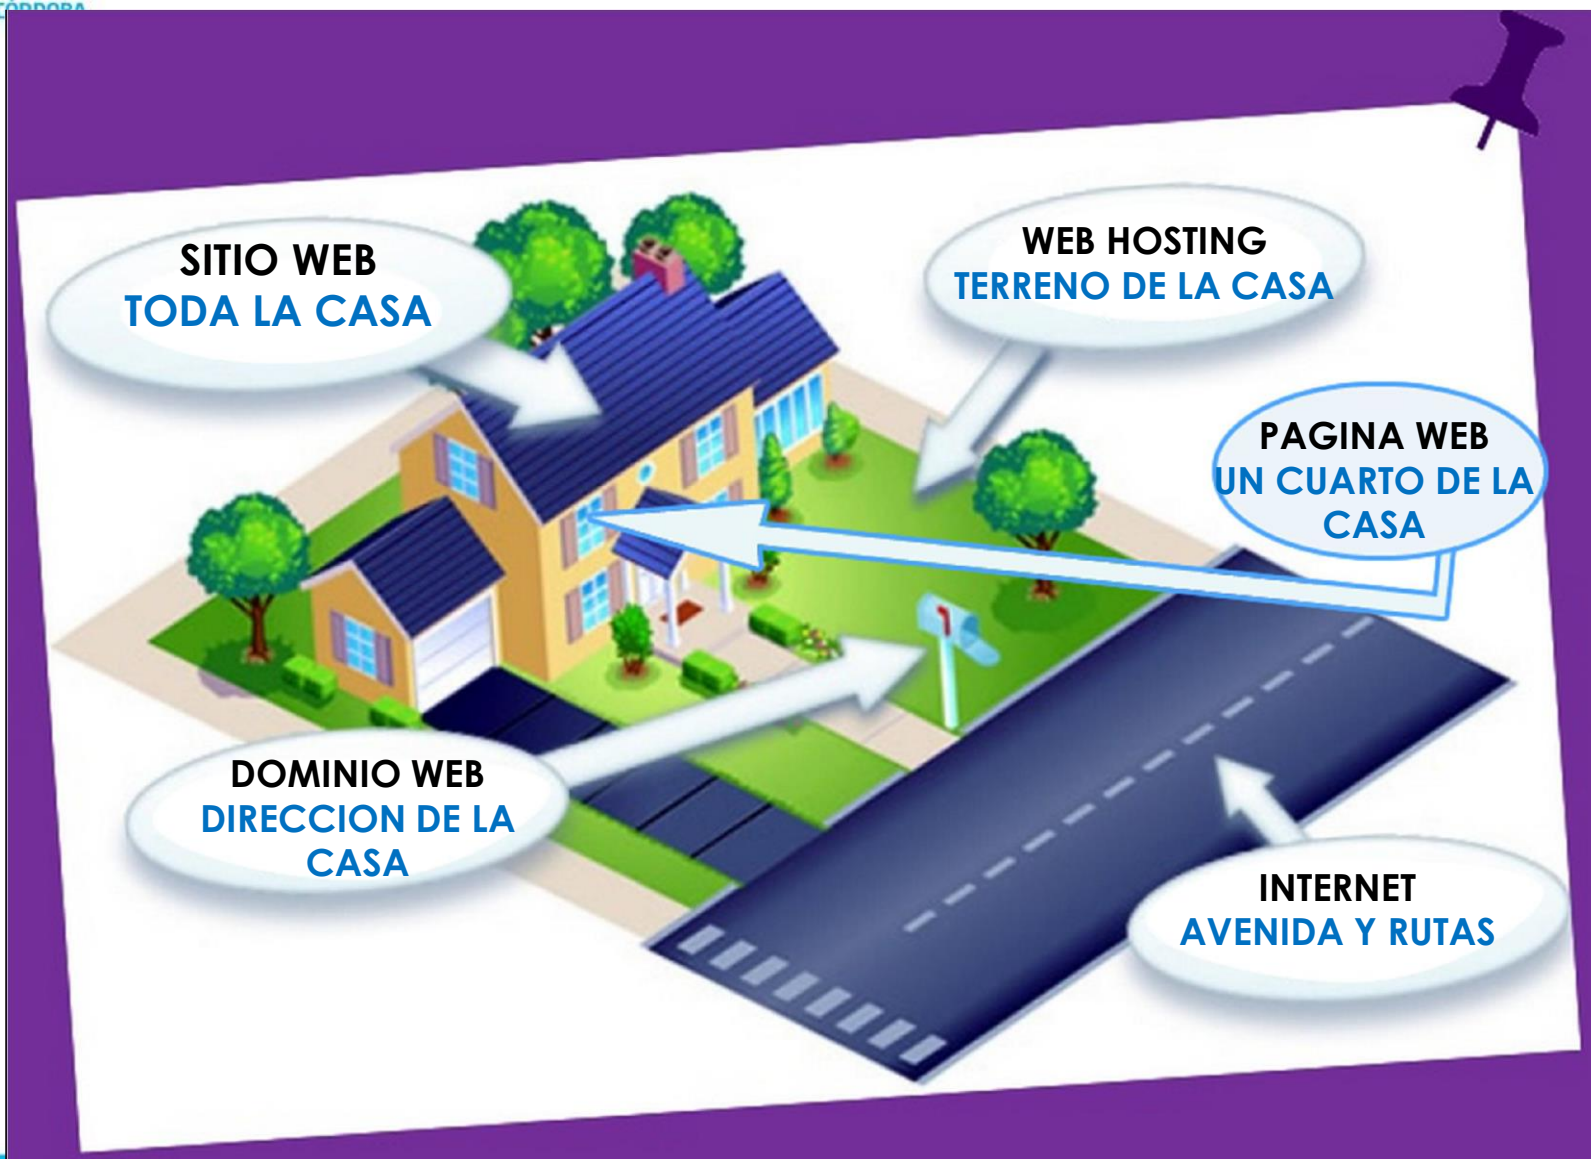 CÓRDOBA
SITIO WEB
TODA LA CASA
WEB HOSTING
TERRENO DE LA CASA
PAGINA WEB
UN CUARTO DE LA
CASA
DOMINIO WEB
DIRECCION DE LA
CASA
INTERNET
AVENIDA Y RUTAS